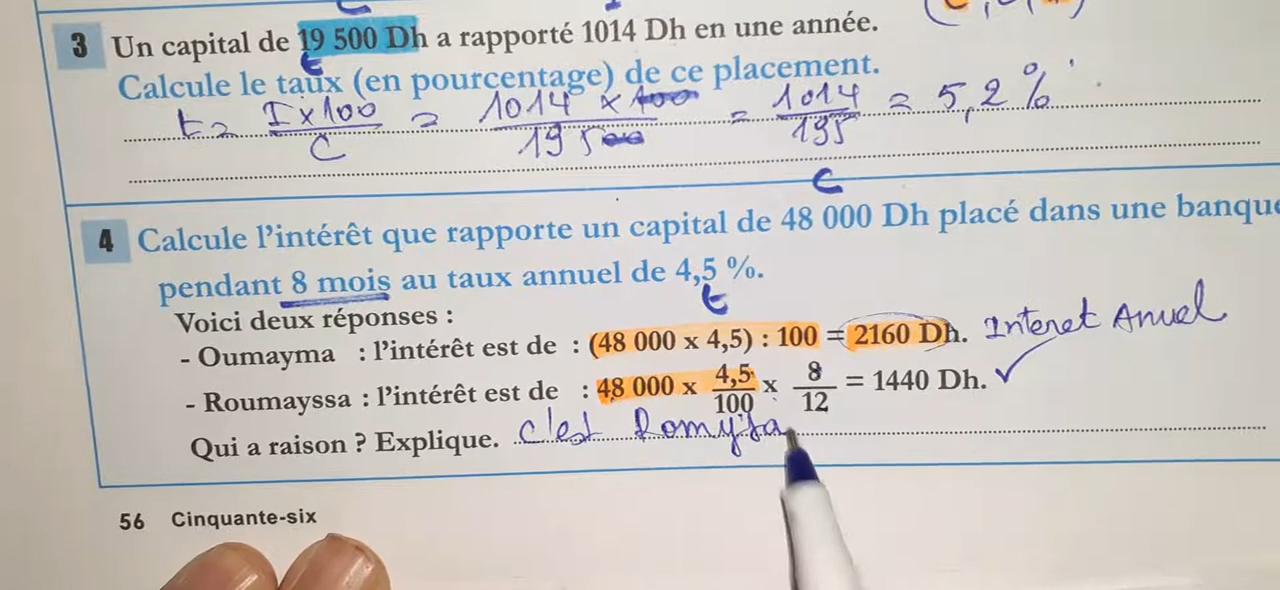 3 Un capital de 19 500 Dh a rapporté 1014 Dh en une année.
t
Calcule le taux (en pourcentage) de ce placement.
t = I x 100 / C = 1014 x 100 / 19500 = 1014 / 195 = 5,2 %
C
4 Calcule l'intérêt que rapporte un capital de 48 000 Dh placé dans une banque
pendant 8 mois au taux annuel de 4,5 %.
t
Voici deux réponses :
- Oumayma : l'intérêt est de : (48 000 x 4,5) : 100 = 2160 Dh. Interet Anuel
- Roumayssa : l'intérêt est de : 48 000 x 4,5/100 x 8/12 = 1440 Dh. ✓
Qui a raison ? Explique. c'est Romysa
56 Cinquante-six